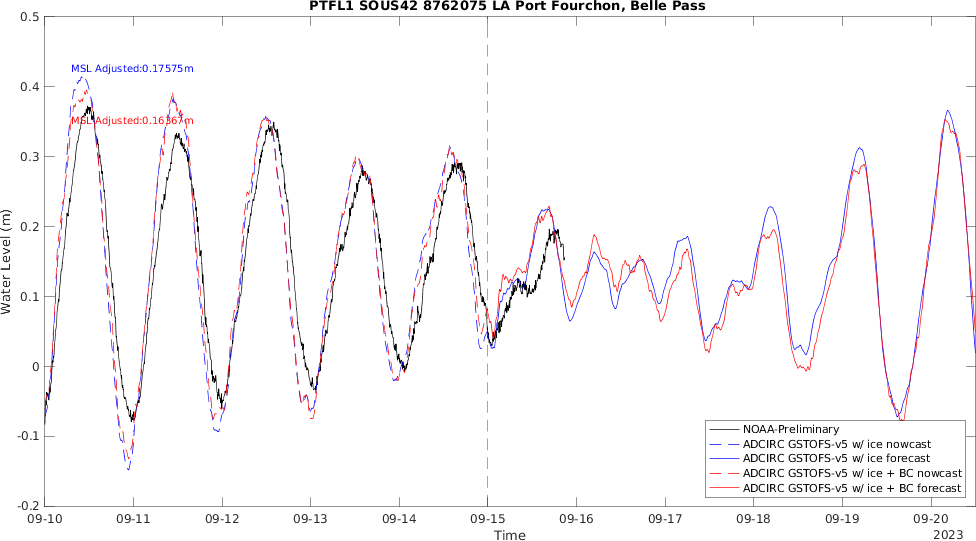 PTFL1 SOUS42 8762075 LA Port Fourchon, Belle Pass
0.5
0.4
0.3
0.2
0.1
0
-0.1
-0.2
Water Level (m)
MSL Adjusted:0.17575m
MSL Adjusted:0.16367m
NOAA-Preliminary
ADCIRC GSTOFS-v5 w/ ice nowcast
ADCIRC GSTOFS-v5 w/ ice forecast
ADCIRC GSTOFS-v5 w/ ice + BC nowcast
ADCIRC GSTOFS-v5 w/ ice + BC forecast
09-10 09-11 09-12 09-13 09-14 09-15 09-16 09-17 09-18 09-19 09-20
Time
2023